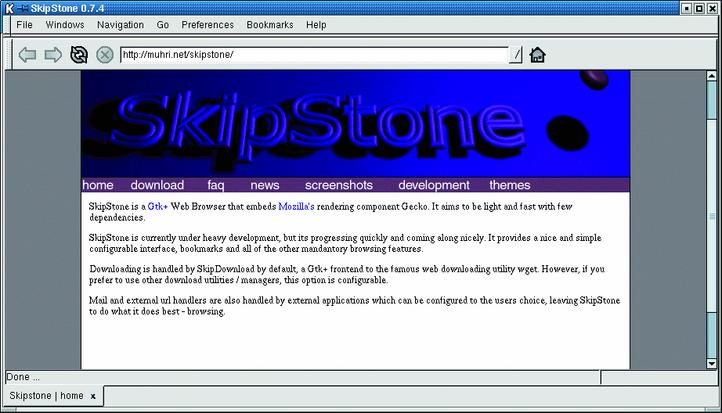 SkipStone 0.7.4
File Windows Navigation Go Preferences Bookmarks Help
http://muhri.net/skipstone/
SkipStone
home download faq news screenshots development themes
SkipStone is a Gtk+ Web Browser that embeds Mozilla's rendering component Gecko. It aims to be light and fast with few
dependencies.
SkipStone is currently under heavy development, but its progressing quickly and coming along nicely. It provides a nice and simple
configurable interface, bookmarks and all of the other mandantory browsing features.
Downloading is handled by SkipDownload by default, a Gtk+ frontend to the famous web downloading utility wget. However, if you
prefer to use other download utilities / managers, this option is configurable.
Mail and external url handlers are also handled by external applications which can be configured to the users choice, leaving SkipStone
to do what it does best - browsing.
Done ...
Skipstone | home x